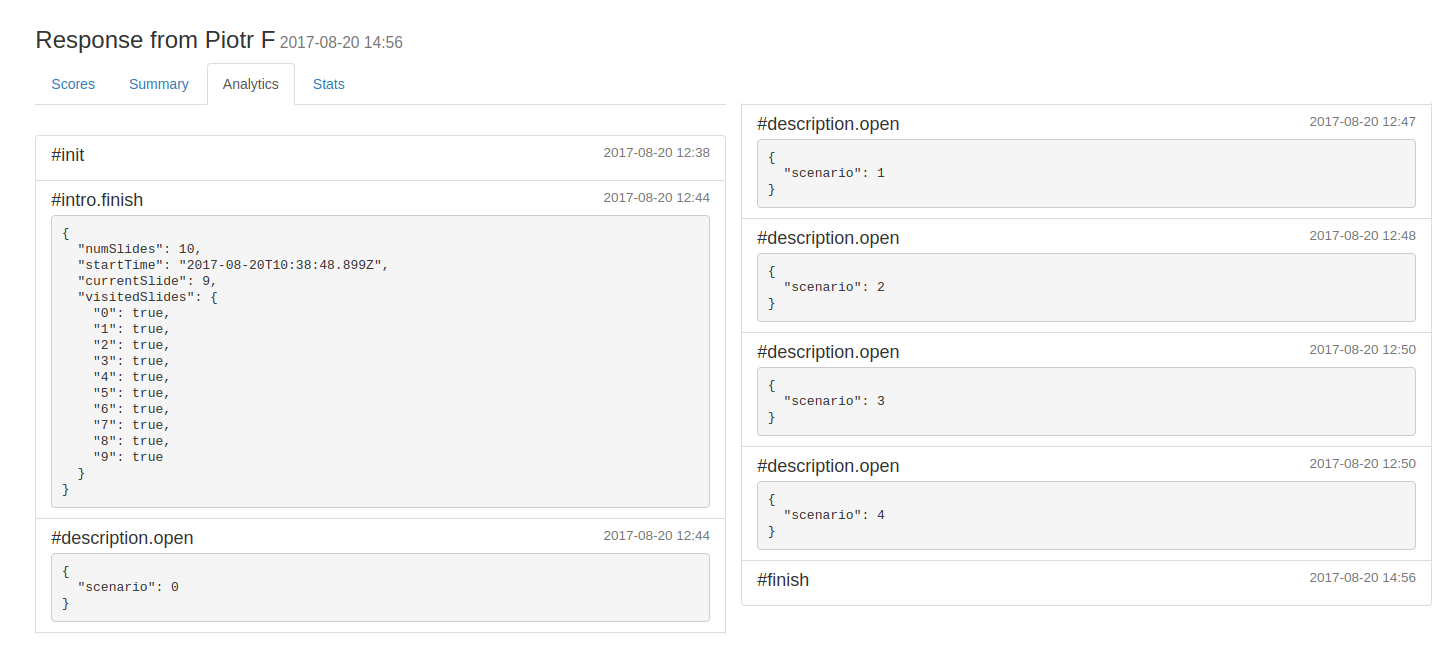 Response from Piotr F 2017-08-20 14:56
Scores Summary Analytics Stats
#init 2017-08-20 12:38
#intro.finish 2017-08-20 12:44
{
  "numSlides": 10,
  "startTime": "2017-08-20T10:38:48.899Z",
  "currentSlide": 9,
  "visitedSlides": {
    "0": true,
    "1": true,
    "2": true,
    "3": true,
    "4": true,
    "5": true,
    "6": true,
    "7": true,
    "8": true,
    "9": true
  }
}
#description.open 2017-08-20 12:44
{
  "scenario": 0
}
#description.open 2017-08-20 12:47
{
  "scenario": 1
}
#description.open 2017-08-20 12:48
{
  "scenario": 2
}
#description.open 2017-08-20 12:50
{
  "scenario": 3
}
#description.open 2017-08-20 12:50
{
  "scenario": 4
}
#finish 2017-08-20 14:56